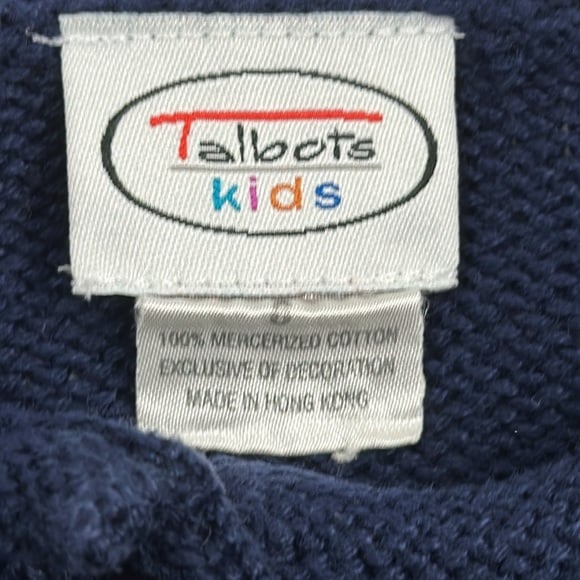 Talbots
kids
100% MERCERIZED COTTON
EXCLUSIVE OF DECORATION
MADE IN HONG KONG